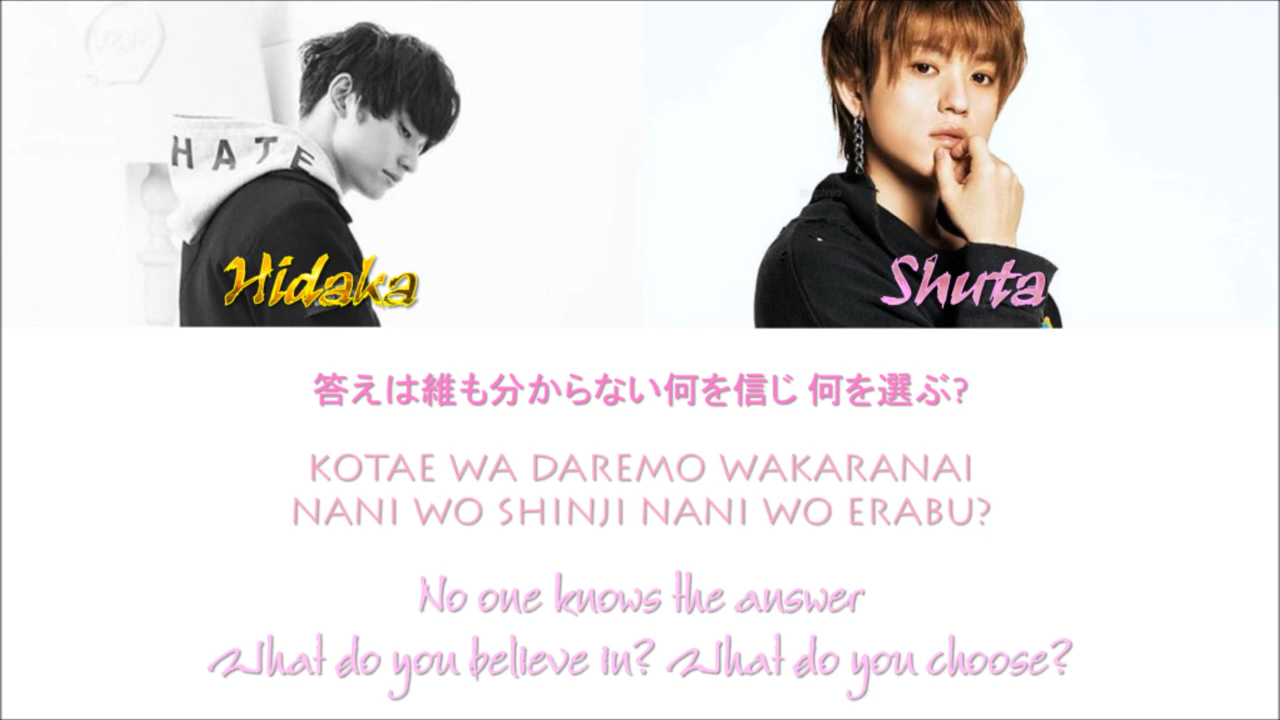 HATE
Hidaka
Shuta
答えは維も分からない何を信じ 何を選ぶ?
KOTAE WA DAREMO WAKARANAI
NANI WO SHINJI NANI WO ERABU?
No one knows the answer
What do you believe in? What do you choose?